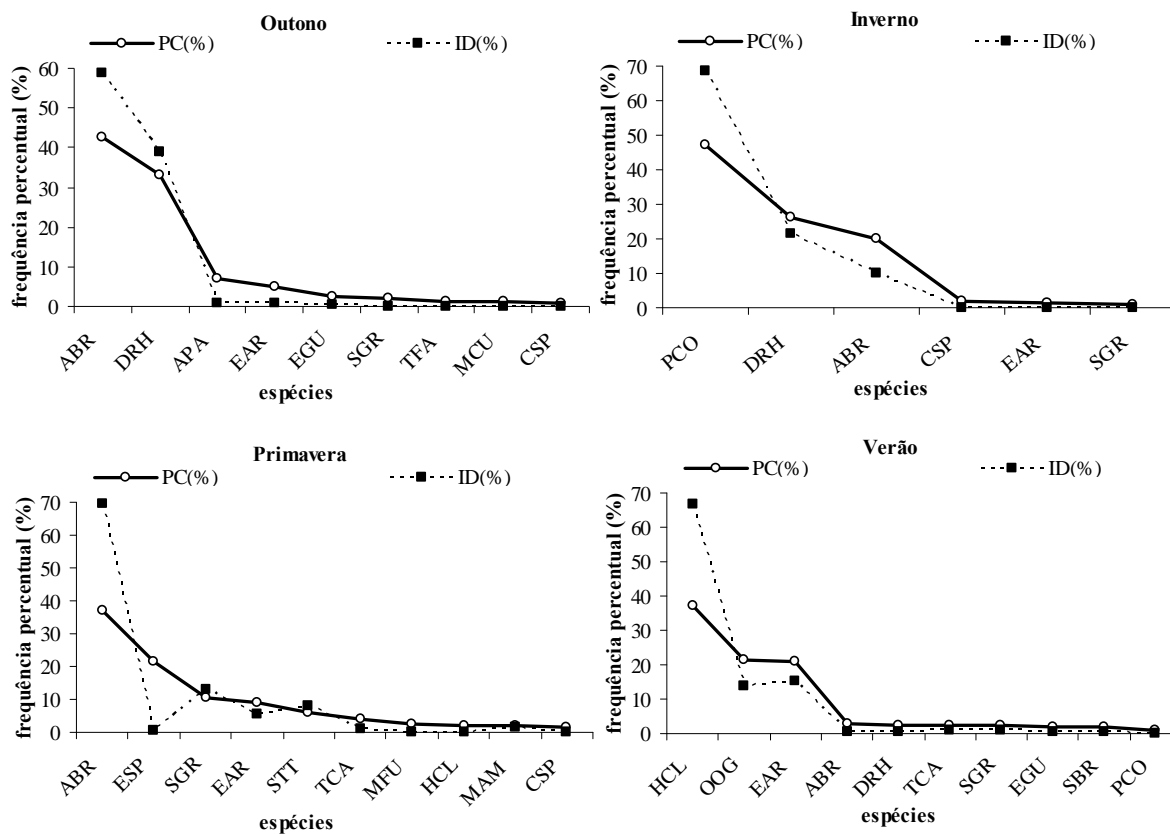 Outono
PC(%) ID(%)
frequência percentual (%)
60
50
40
30
20
10
0
ABR DRH APA EAR EGU SGR TFA MCU CSP
espécies
Inverno
PC(%) ID(%)
frequência percentual (%)
70
60
50
40
30
20
10
0
PCO DRH ABR CSP EAR SGR
espécies
Primavera
PC(%) ID(%)
frequência percentual (%)
70
60
50
40
30
20
10
0
ABR ESP SGR EAR STT TCA MFU HCL MAM CSP
espécies
Verão
PC(%) ID(%)
frequência percentual (%)
70
60
50
40
30
20
10
0
HCL OOG EAR ABR DRH TCA SGR EGU SBR PCO
espécies